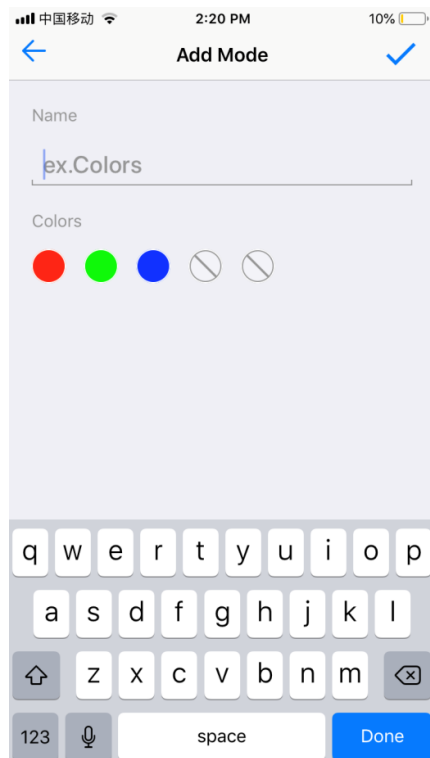 中国移动 2:20 PM 10%
Add Mode
Name
ex.Colors
Colors
q w e r t y u i o p
a s d f g h j k l
z x c v b n m
123 space Done